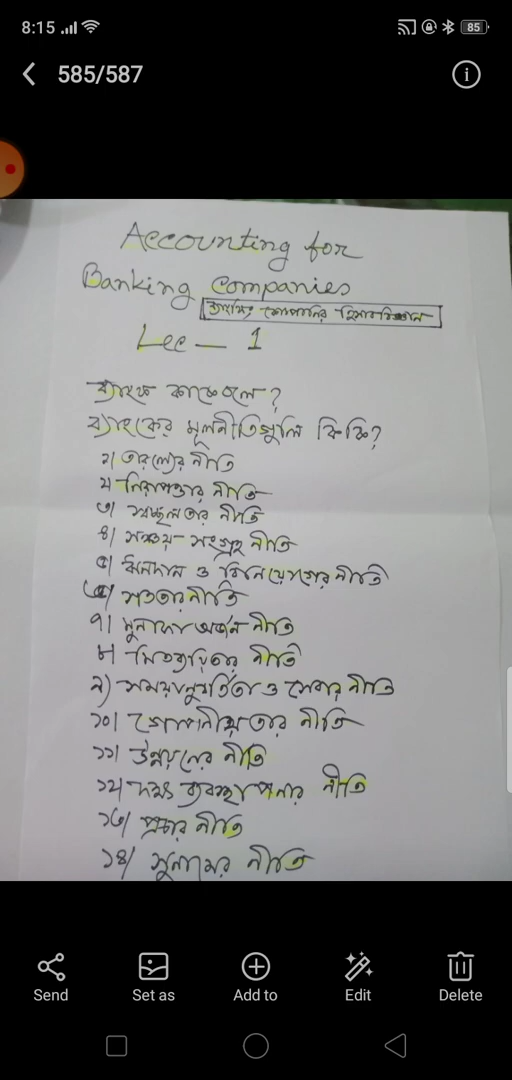 8:15
85
585/587
Accounting for
Banking companies
ব্যাংকিং কোম্পানির হিসাববিজ্ঞান
Lec — 1
ব্যাংক কাকে বলে?
ব্যাংকের মূলনীতিগুলি কি কি?
১। তারল্যের নীতি
২। নিরাপত্তার নীতি
৩। স্বচ্ছলতার নীতি
৪। সঞ্চয় সংগ্রহ নীতি
৫। ঋনদান ও বিনিয়োগের নীতি
৬। সততার নীতি
৭। মুনাফা অর্জন নীতি
৮। মিতব্যয়িতার নীতি
৯) সময়ানুবর্তিতা ও সেবার নীতি
১০। গোপনীয়তার নীতি
১১। উন্নয়নের নীতি
১২। দক্ষ ব্যবস্থাপনার নীতি
১৩। প্রচার নীতি
১৪। সুনামের নীতি
Send
Set as
Add to
Edit
Delete